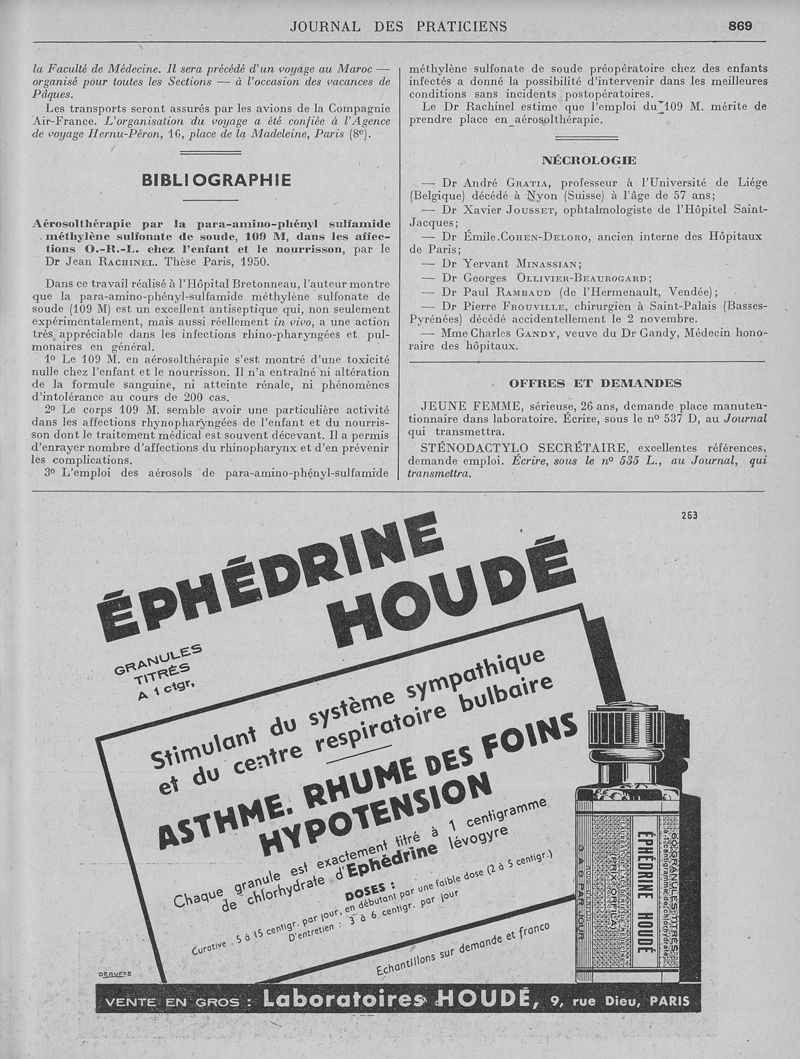 JOURNAL DES PRATICIENS
869
la Faculté de Médecine. Il sera précédé d'un voyage au Maroc —
organisé pour toutes les Sections — à l'occasion des vacances de
Pâques.
Les transports seront assurés par les avions de la Compagnie
Air-France. L'organisation du voyage a été confiée à l'Agence
de voyage Hernu-Péron, 16, place de la Madeleine, Paris (8e).
BIBLIOGRAPHIE
Aérosolthérapie par la para-amino-phényl sulfamide
méthylène sulfonate de soude, 109 M, dans les affec-
tions O.-R.-L. chez l'enfant et le nourrisson, par le
Dr Jean RACHINEL. Thèse Paris, 1950.
Dans ce travail réalisé à l'Hôpital Bretonneau, l'auteur montre
que la para-amino-phényl-sulfamide méthylène sulfonate de
soude (109 M) est un excellent antiseptique qui, non seulement
expérimentalement, mais aussi réellement in vivo, a une action
très appréciable dans les infections rhino-pharyngées et pul-
monaires en général.
1º Le 109 M. en aérosolthérapie s'est montré d'une toxicité
nulle chez l'enfant et le nourrisson. Il n'a entraîné ni altération
de la formule sanguine, ni atteinte rénale, ni phénomènes
d'intolérance au cours de 200 cas.
2º Le corps 109 M. semble avoir une particulière activité
dans les affections rhynopharyngées de l'enfant et du nourris-
son dont le traitement médical est souvent décevant. Il a permis
d'enrayer nombre d'affections du rhinopharynx et d'en prévenir
les complications.
3º L'emploi des aérosols de para-amino-phényl-sulfamide
méthylène sulfonate de soude préopératoire chez des enfants
infectés a donné la possibilité d'intervenir dans les meilleures
conditions sans incidents postopératoires.
Le Dr Rachinel estime que l'emploi du 109 M. mérite de
prendre place en aérosolthérapie.
NÉCROLOGIE
— Dr André GRATIA, professeur à l'Université de Liége
(Belgique) décédé à Nyon (Suisse) à l'âge de 57 ans;
— Dr Xavier JOUSSET, ophtalmologiste de l'Hôpitel Saint-
Jacques;
— Dr Émile.COHEN-DELORO, ancien interne des Hôpitaux
de Paris;
— Dr Yervant MINASSIAN;
— Dr Georges OLLIVIER-BEAUROGARD;
— Dr Paul RAMBAUD (de l'Hermenault, Vendée);
— Dr Pierre FROUVILLE, chirurgien à Saint-Palais (Basses-
Pyrénées) décédé accidentellement le 2 novembre.
— Mme Charles GANDY, veuve du Dr Gandy, Médecin hono-
raire des hôpitaux.
OFFRES ET DEMANDES
JEUNE FEMME, sérieuse, 26 ans, demande place manuten-
tionnaire dans laboratoire. Écrire, sous le nº 537 D, au Journal
qui transmettra.
STÉNODACTYLO SECRÉTAIRE, excellentes références,
demande emploi. Écrire, sous le nº 535 L., au Journal, qui
transmettra.
263
ÉPHÉDRINE
HOUDÉ
GRANULES
TITRÉS
A 1 ctgr.
Stimulant du système sympathique
et du centre respiratoire bulbaire
ASTHME. RHUME DES FOINS
HYPOTENSION
Chaque granule est exactement titré à 1 centigramme
de chlorhydrate d'Ephédrine lévogyre
DOSES :
Curative . 5 à 15 centigr. par jour, en débutant par une faible dose (2 à 5 centigr.)
D'entretien : 3 à 6 centigr. par jour
Echantillons sur demande et franco
60 GRANULES TITRÉS
à 1 centigramme de chlorhydrate
ÉPHÉDRINE HOUDÉ
3 A 6 PAR JOUR
DERUFFE
VENTE EN GROS : Laboratoires HOUDÉ, 9, rue Dieu, PARIS